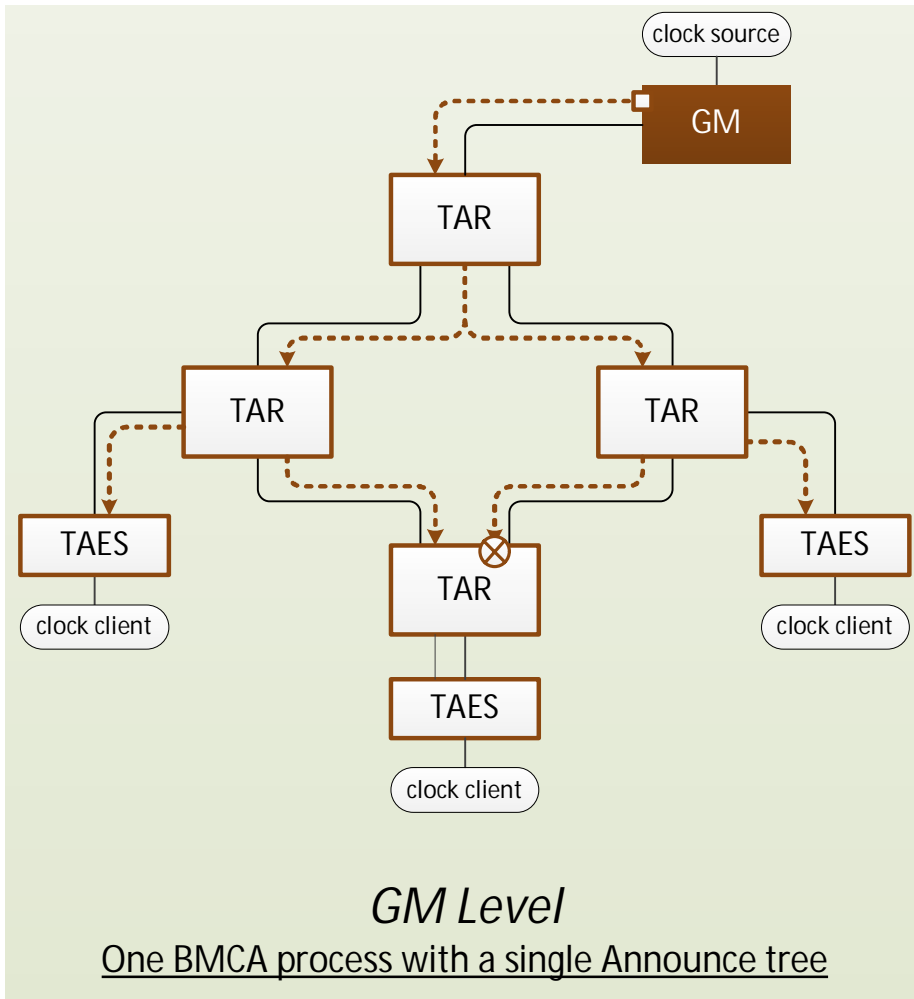 clock source
GM
TAR
TAR
TAR
TAES
TAR
TAES
clock client
clock client
TAES
clock client
GM Level
One BMCA process with a single Announce tree